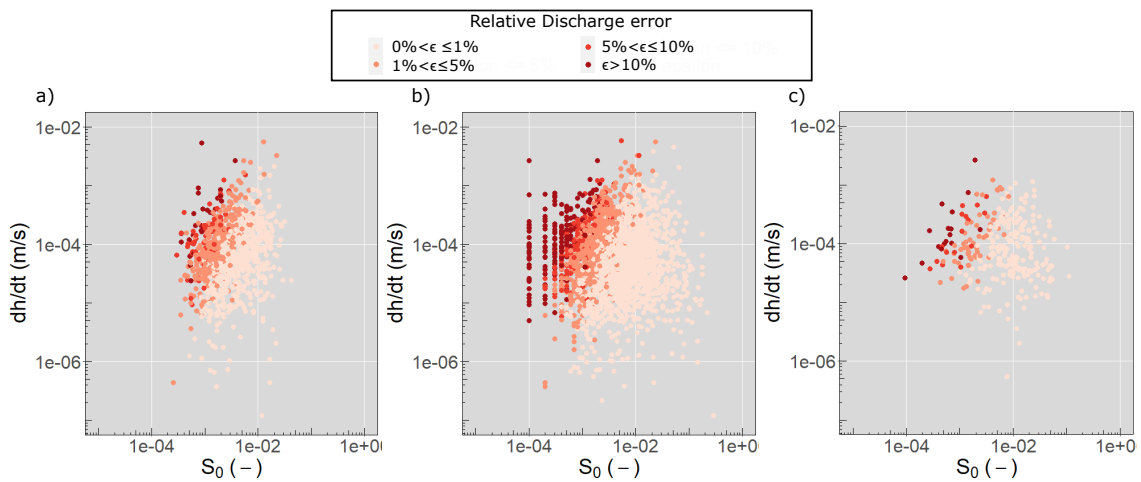 Relative Discharge error
0%<ϵ ≤1%
5%<ϵ≤10%
1%<ϵ≤5%
ϵ>10%
a)
b)
c)
1e-02
1e-04
1e-06
dh/dt (m/s)
1e-04
1e-02
1e+00
S₀ (−)
1e-02
1e-04
1e-06
dh/dt (m/s)
1e-04
1e-02
1e+00
S₀ (−)
1e-02
1e-04
1e-06
dh/dt (m/s)
1e-04
1e-02
1e+0
S₀ (−)